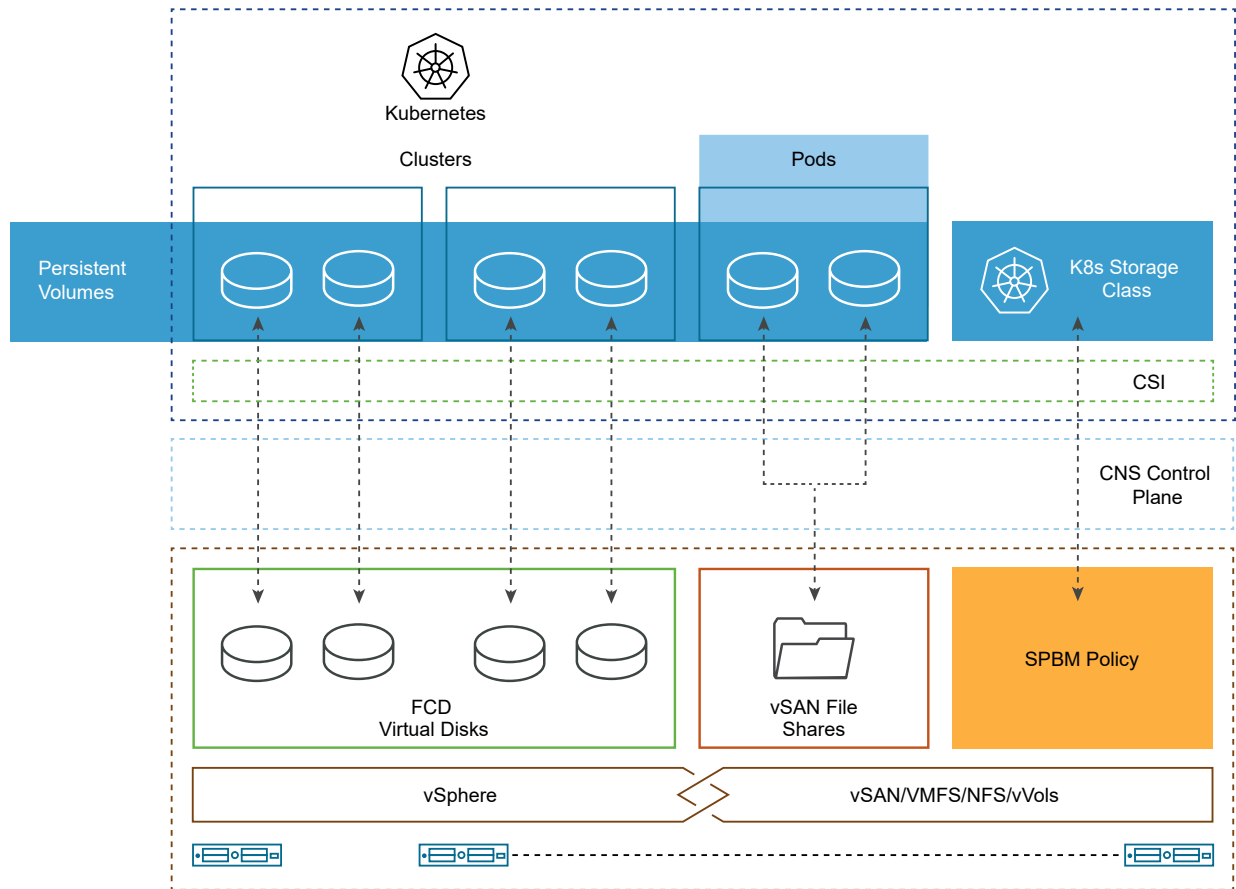 Kubernetes
Clusters
Pods
Persistent
Volumes
K8s Storage
Class
CSI
CNS Control
Plane
FCD
Virtual Disks
vSAN File
Shares
SPBM Policy
vSphere
vSAN/VMFS/NFS/vVols